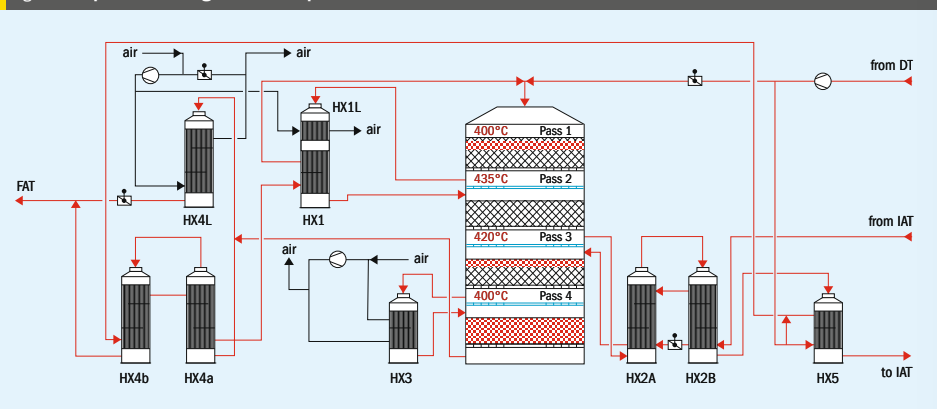 air
air
from DT
HX1L
air
400°C Pass 1
435°C Pass 2
FAT
HX4L
HX1
from IAT
420°C Pass 3
air
air
400°C Pass 4
HX4b
HX4a
HX3
HX2A
HX2B
HX5
to IAT